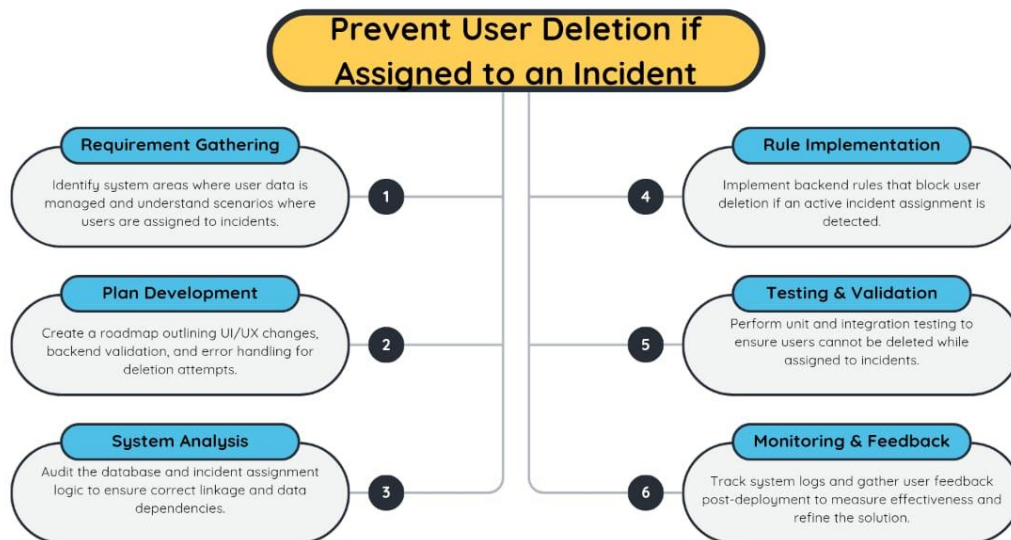 Prevent User Deletion if
Assigned to an Incident
Requirement Gathering
Identify system areas where user data is
managed and understand scenarios where
users are assigned to incidents.
1
Plan Development
Create a roadmap outlining UI/UX changes,
backend validation, and error handling for
deletion attempts.
2
System Analysis
Audit the database and incident assignment
logic to ensure correct linkage and data
dependencies.
3
Rule Implementation
Implement backend rules that block user
deletion if an active incident assignment is
detected.
4
Testing & Validation
Perform unit and integration testing to
ensure users cannot be deleted while
assigned to incidents.
5
Monitoring & Feedback
Track system logs and gather user feedback
post-deployment to measure effectiveness and
refine the solution.
6